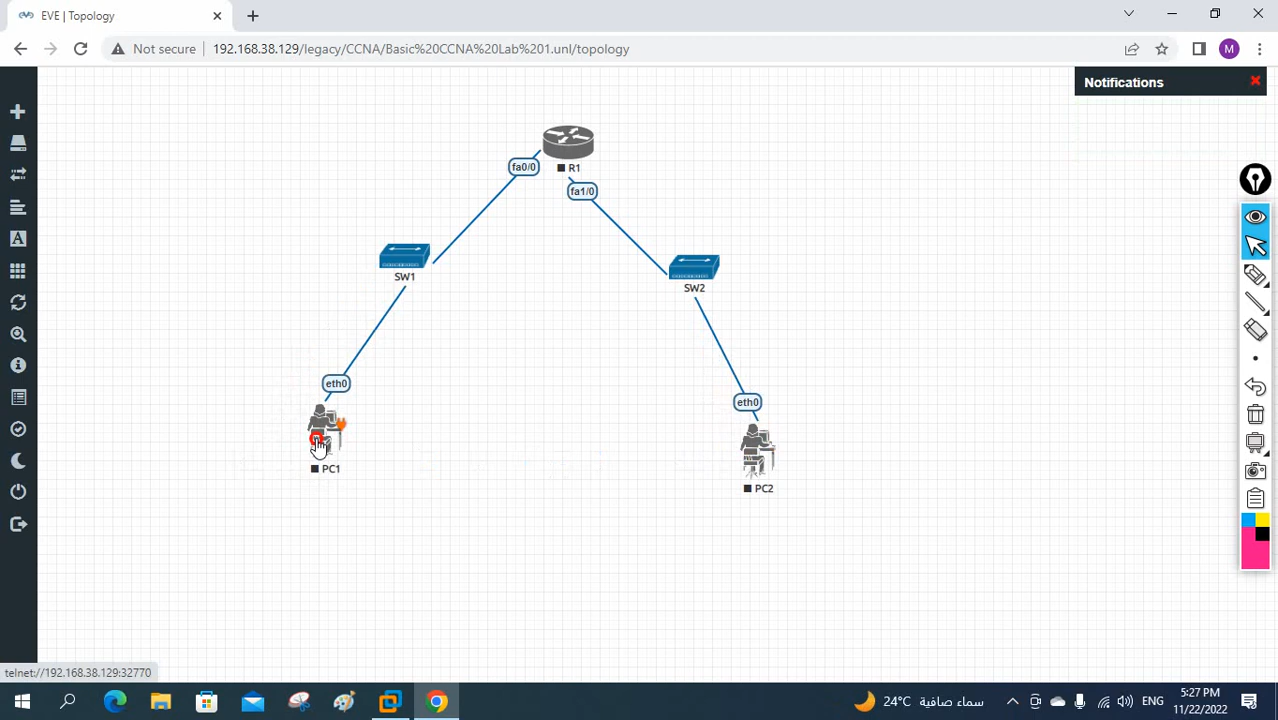 EVE | Topology
Not secure
192.168.38.129/legacy/CCNA/Basic%20CCNA%20Lab%201.unl/topology
M
Notifications
fa0/0
R1
fa1/0
SW1
SW2
eth0
eth0
PC1
PC2
A
telnet://192.168.38.129:32770
24°C سماء صافية
ENG
5:27 PM
11/22/2022